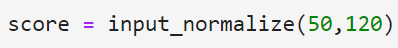 score = input_normalize(50,120)